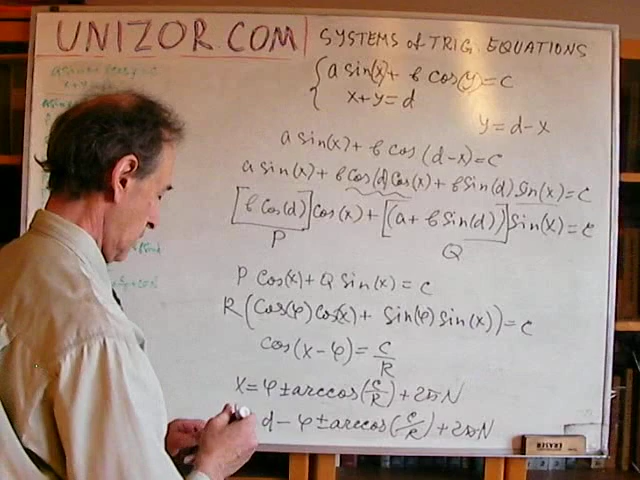 UNIZOR.COM
SYSTEMS of TRIG. EQUATIONS
{a sin(x) + b cos(y) = c
x+y=d
y = d-x
a sin(x) + b cos(d-x) = c
a sin(x) + b cos(d) cos(x) + b sin(d) sin(x) = c
[b cos(d)] cos(x) + [(a + b sin(d))] sin(x) = c
P Q
P cos(x) + Q sin(x) = c
R(cos(φ) cos(x) + sin(φ) sin(x)) = c
cos(x-φ) = c/R
x = φ ± arccos(c/R) + 2πN
d - φ ± arccos(c/R) + 2πN
ERASER